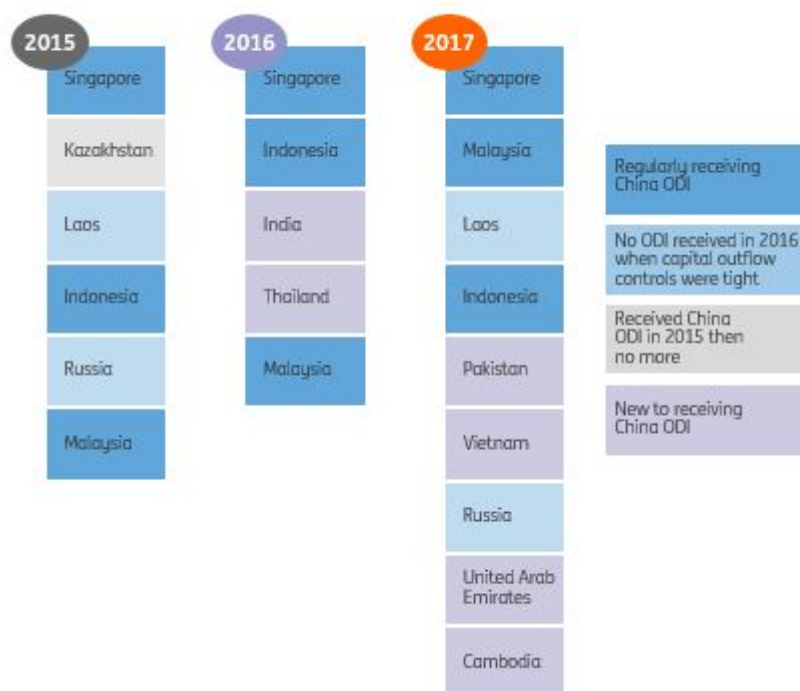 2015
Singapore
Kazakhstan
Laos
Indonesia
Russia
Malaysia
2016
Singapore
Indonesia
India
Thailand
Malaysia
2017
Singapore
Malaysia
Laos
Indonesia
Pakistan
Vietnam
Russia
United Arab
Emirates
Cambodia
Regularly receiving
China ODI
No ODI received in 2016
when capital outflow
controls were tight
Received China
ODI in 2015 then
no more
New to receiving
China ODI